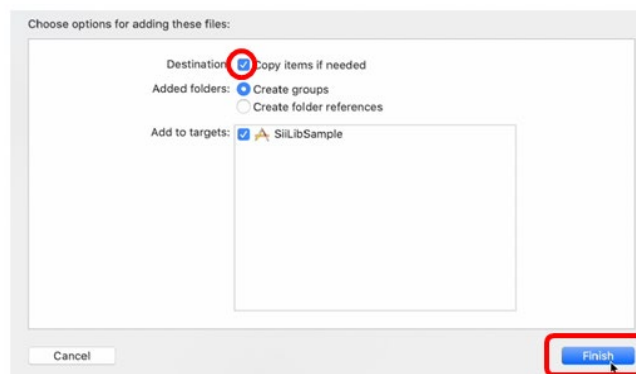 Choose options for adding these files:
Destination: Copy items if needed
Added folders: Create groups
Create folder references
Add to targets: SiiLibSample
Cancel Finish